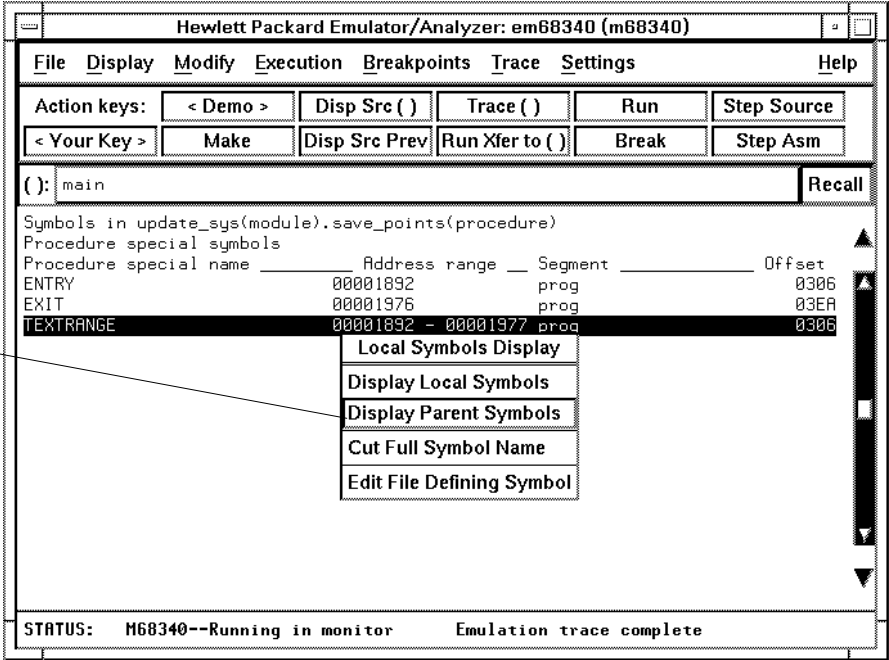 Hewlett Packard Emulator/Analyzer: em68340 (m68340)
File Display Modify Execution Breakpoints Trace Settings Help
Action keys: < Demo > Disp Src ( ) Trace ( ) Run Step Source
< Your Key > Make Disp Src Prev Run Xfer to ( ) Break Step Asm
( ): main Recall
Symbols in update_sys(module).save_points(procedure)
Procedure special symbols
Procedure special name _________ Address range __ Segment _____________ Offset
ENTRY 00001892 prog 0306
EXIT 00001976 prog 03EA
TEXTRANGE 00001892 - 00001977 prog 0306
Local Symbols Display
Display Local Symbols
Display Parent Symbols
Cut Full Symbol Name
Edit File Defining Symbol
STATUS: M68340--Running in monitor Emulation trace complete